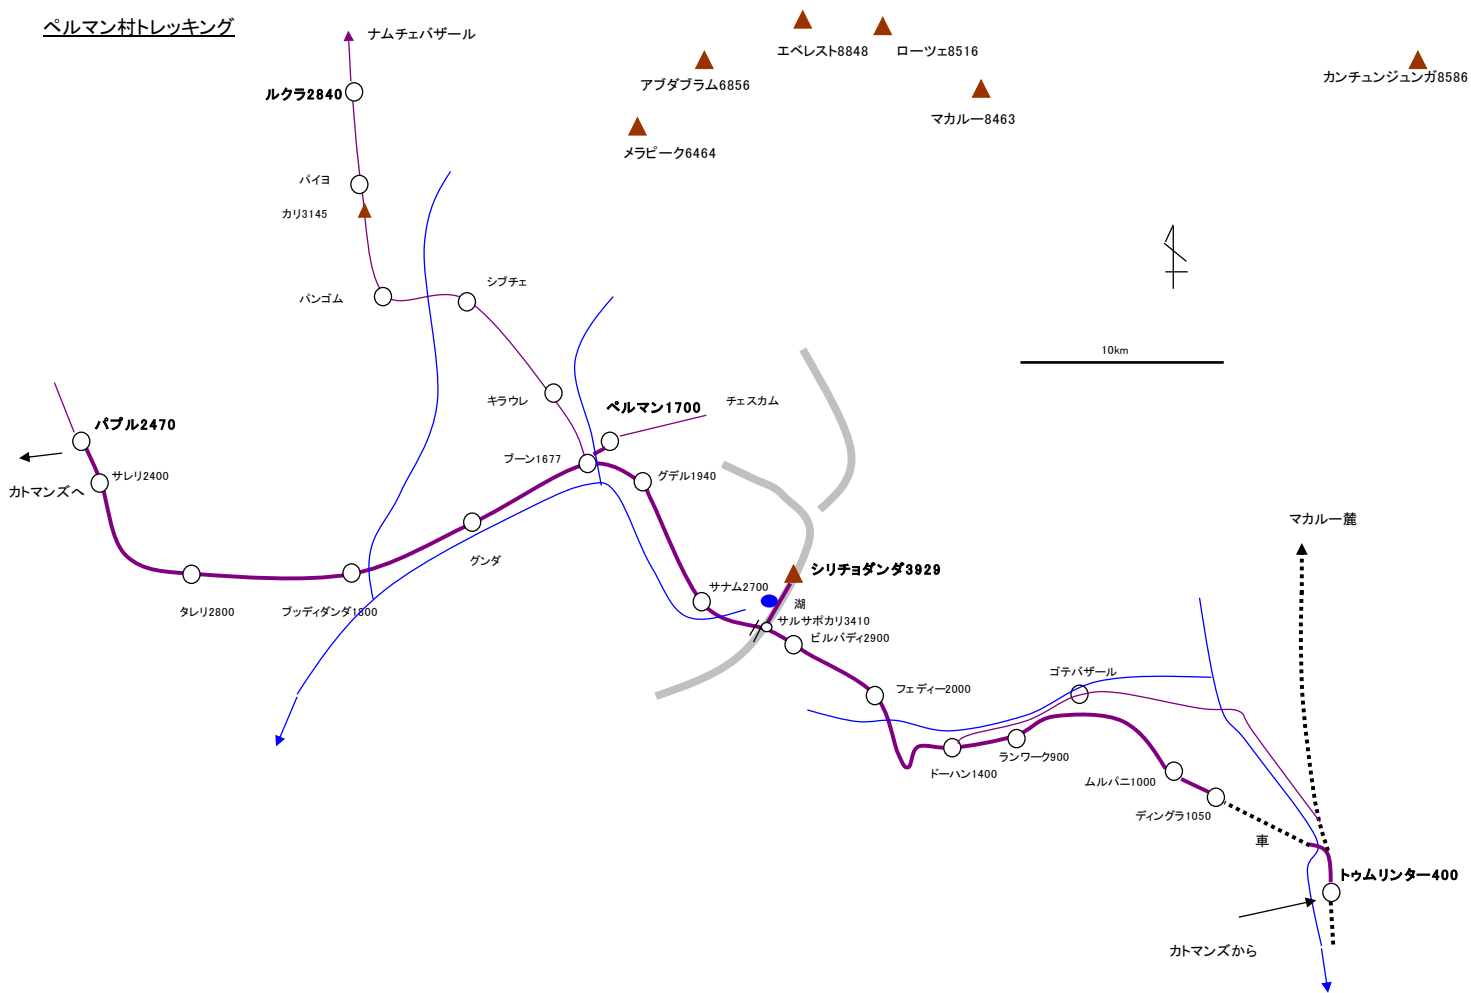 ペルマン村トレッキング
ナムチェバザール
エベレスト8848
ローツェ8516
カンチュンジュンガ8586
アブダブラム6856
ルクラ2840
マカルー8463
メラピーク6464
パイヨ
カリ3145
シブチェ
パンゴム
10km
キラウレ
ペルマン1700
チェスカム
パプル2470
ブーン1677
サレリ2400
グデル1940
カトマンズへ
マカルー麓
グンダ
シリチョダンダ3929
サナム2700
湖
タレリ2800
ブッディダンダ1800
サルサポカリ3410
ビルバディ2900
ゴテバザール
フェディー2000
ランワーク900
ドーハン1400
ムルパニ1000
ディングラ1050
車
トゥムリンター400
カトマンズから